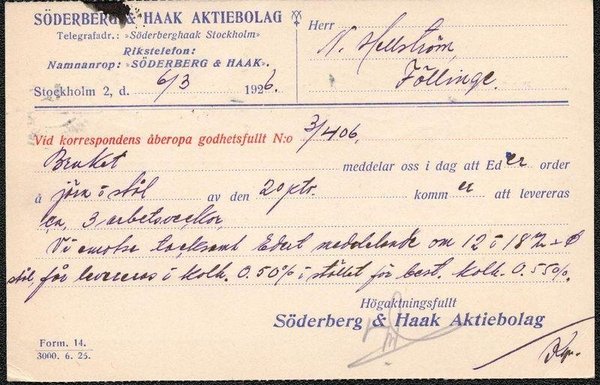 SÖDERBERG & HAAK AKTIEBOLAG
Telegrafadr.: »Söderberghaak Stockholm»
Rikstelefon:
Namnanrop: »SÖDERBERG & HAAK».
Stockholm 2, d. 6/3 1926.
Herr
N. Hellström,
Föllinge.
Vid korrespondens åberopa godhetsfullt N:o 3/406.
Bruket meddelar oss i dag att Eder order
å järn & stål av den 20 pto. kommer att levereras
ca. 3 arbetsveckor,
Vi emotse tacksamt Edert meddelande om 12 i 18
stål får levereras i kolh. 0.50% i stället för best. kolh. 0.55%.
Högaktningsfullt
Söderberg & Haak Aktiebolag
Form. 14.
3000. 6. 25.